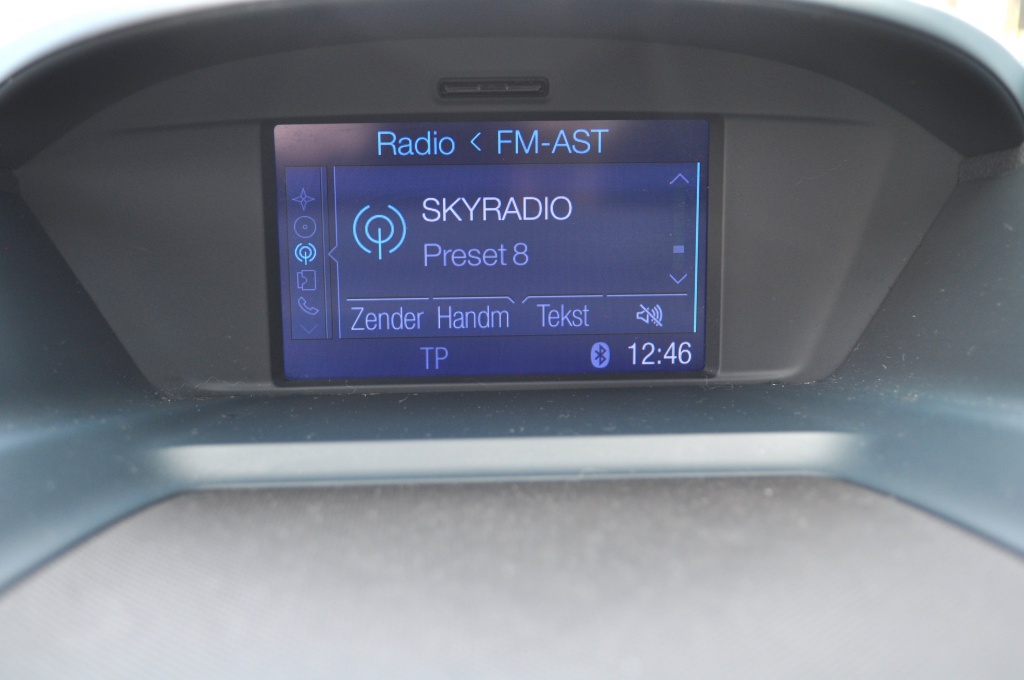 Radio < FM-AST
SKYRADIO
Preset 8
Zender Handm Tekst
TP 12:46